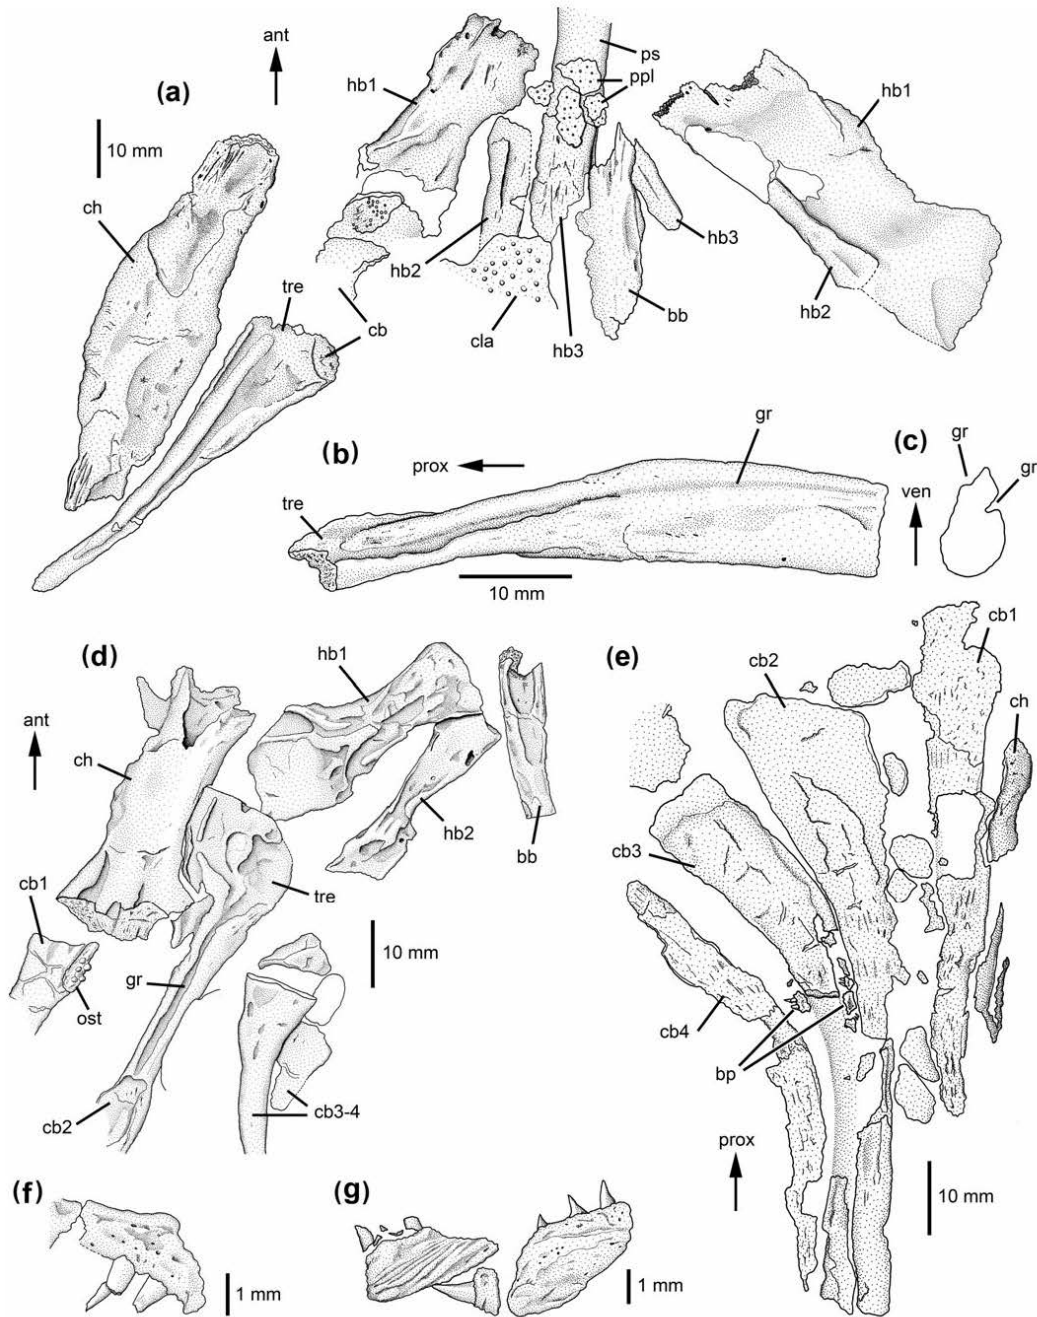 (a)
ant
10 mm
ch
tre
cb
hb1
ps
ppl
hb1
hb2
cla
hb3
bb
hb3
hb2
(b)
prox
gr
tre
10 mm
(c)
gr
gr
ven
(d)
ant
ch
hb1
hb2
bb
cb1
ost
tre
gr
10 mm
cb2
cb3-4
(e)
cb1
cb2
ch
cb3
cb4
bp
prox
10 mm
(f)
1 mm
(g)
1 mm